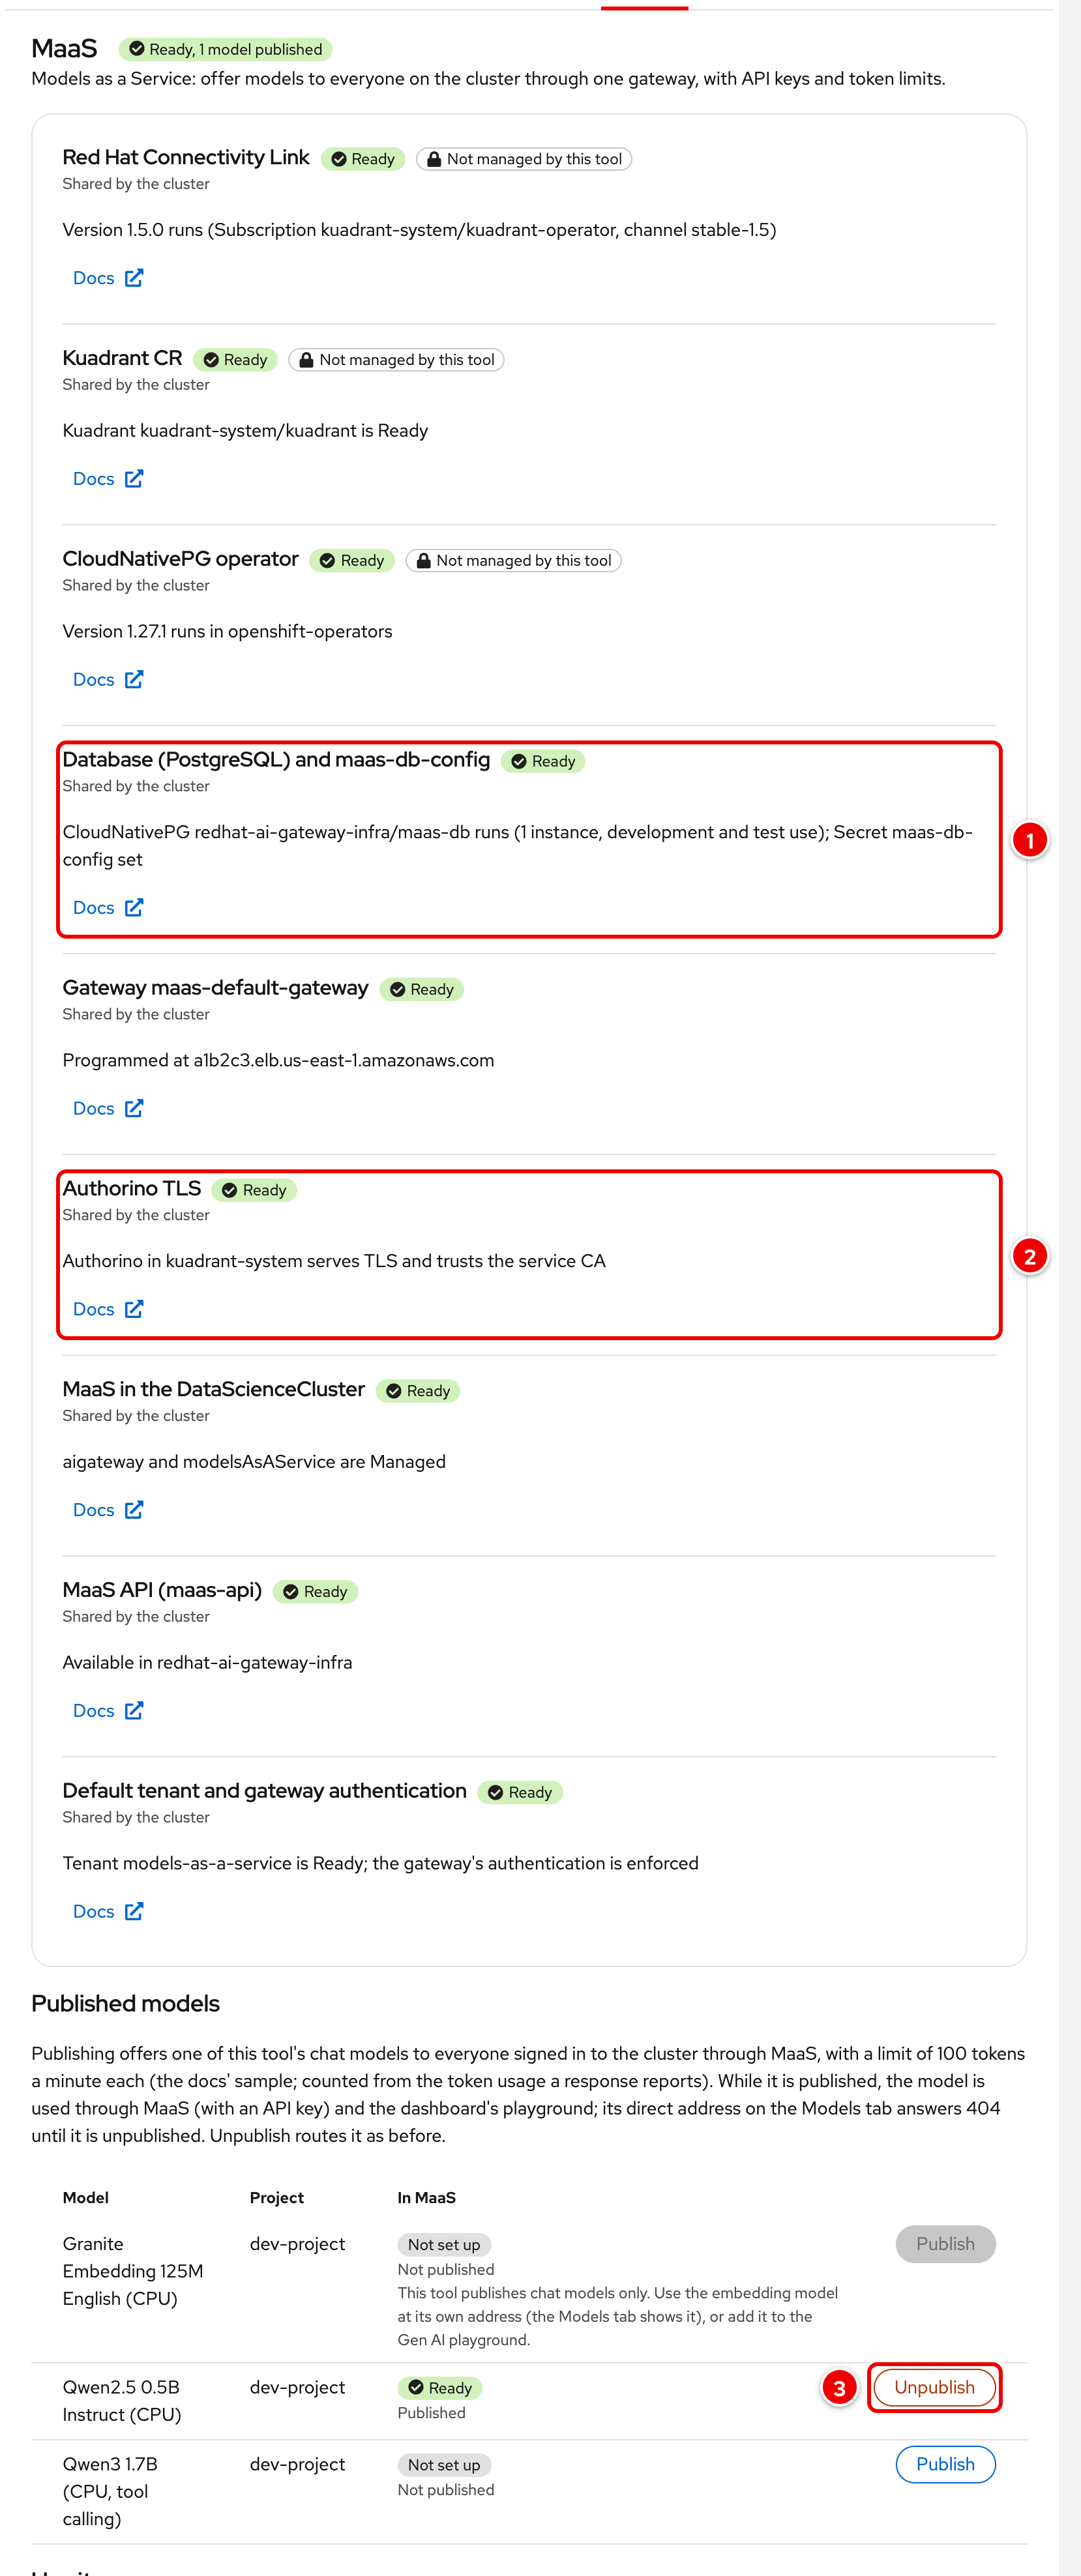 MaaS Ready, 1 model published
Models as a Service: offer models to everyone on the cluster through one gateway, with API keys and token limits.
Red Hat Connectivity Link Ready Not managed by this tool
Shared by the cluster
Version 1.5.0 runs (Subscription kuadrant-system/kuadrant-operator, channel stable-1.5)
Docs
Kuadrant CR Ready Not managed by this tool
Shared by the cluster
Kuadrant kuadrant-system/kuadrant is Ready
Docs
CloudNativePG operator Ready Not managed by this tool
Shared by the cluster
Version 1.27.1 runs in openshift-operators
Docs
Database (PostgreSQL) and maas-db-config Ready
Shared by the cluster
CloudNativePG redhat-ai-gateway-infra/maas-db runs (1 instance, development and test use); Secret maas-db-
config set
1
Docs
Gateway maas-default-gateway Ready
Shared by the cluster
Programmed at a1b2c3.elb.us-east-1.amazonaws.com
Docs
Authorino TLS Ready
Shared by the cluster
Authorino in kuadrant-system serves TLS and trusts the service CA
2
Docs
MaaS in the DataScienceCluster Ready
Shared by the cluster
aigateway and modelsAsAService are Managed
Docs
MaaS API (maas-api) Ready
Shared by the cluster
Available in redhat-ai-gateway-infra
Docs
Default tenant and gateway authentication Ready
Shared by the cluster
Tenant models-as-a-service is Ready; the gateway's authentication is enforced
Docs
Published models
Publishing offers one of this tool's chat models to everyone signed in to the cluster through MaaS, with a limit of 100 tokens
a minute each (the docs' sample; counted from the token usage a response reports). While it is published, the model is
used through MaaS (with an API key) and the dashboard's playground; its direct address on the Models tab answers 404
until it is unpublished. Unpublish routes it as before.
Model Project In MaaS
Granite
Embedding 125M
English (CPU)
dev-project
Not set up
Not published
This tool publishes chat models only. Use the embedding model
at its own address (the Models tab shows it), or add it to the
Gen AI playground.
Publish
Qwen2.5 0.5B
Instruct (CPU)
dev-project
Ready
Published
3
Unpublish
Qwen3 1.7B
(CPU, tool
calling)
dev-project
Not set up
Not published
Publish